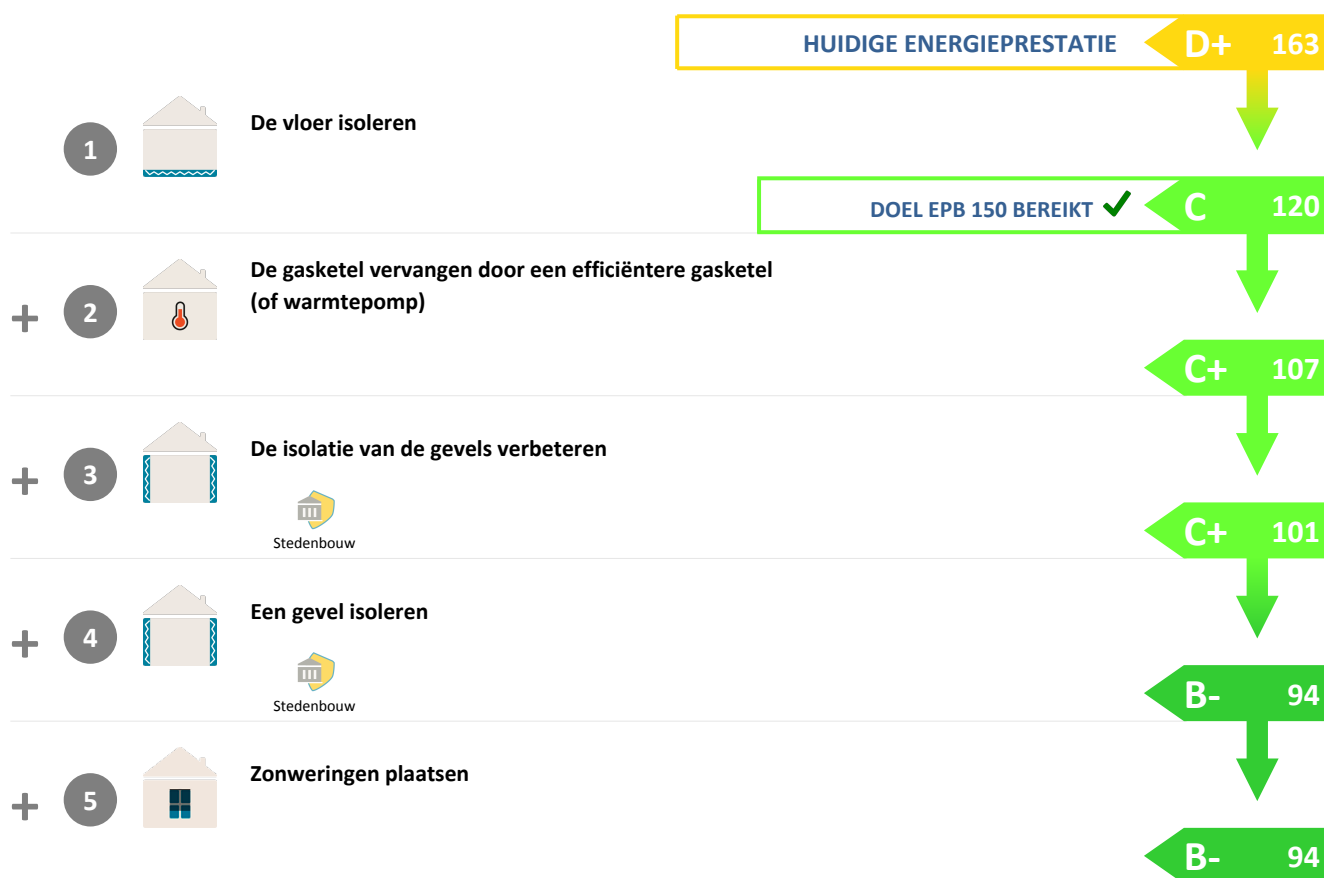 HUIDIGE ENERGIEPRESTATIE D+ 163
1 De vloer isoleren
DOEL EPB 150 BEREIKT ✓ C 120
+ 2 De gasketel vervangen door een efficiëntere gasketel
(of warmtepomp)
C+ 107
+ 3 De isolatie van de gevels verbeteren
Stedenbouw
C+ 101
+ 4 Een gevel isoleren
Stedenbouw
B- 94
+ 5 Zonweringen plaatsen
B- 94